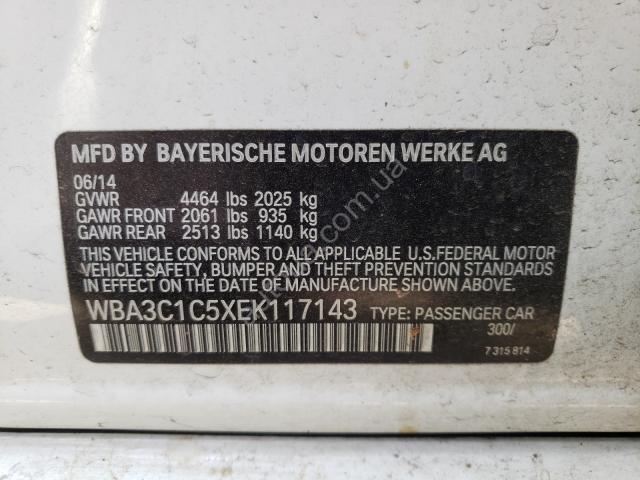 MFD BY BAYERISCHE MOTOREN WERKE AG
06/14
GVWR 4464 lbs 2025 kg
GAWR FRONT 2061 lbs 935 kg
GAWR REAR 2513 lbs 1140 kg
THIS VEHICLE CONFORMS TO ALL APPLICABLE U.S.FEDERAL MOTOR
VEHICLE SAFETY, BUMPER, AND THEFT PREVENTION STANDARDS
IN EFFECT ON THE DATE OF MANUFACTURE SHOWN ABOVE.
WBA3C1C5XEK117143 TYPE: PASSENGER CAR
300/
7 315 814